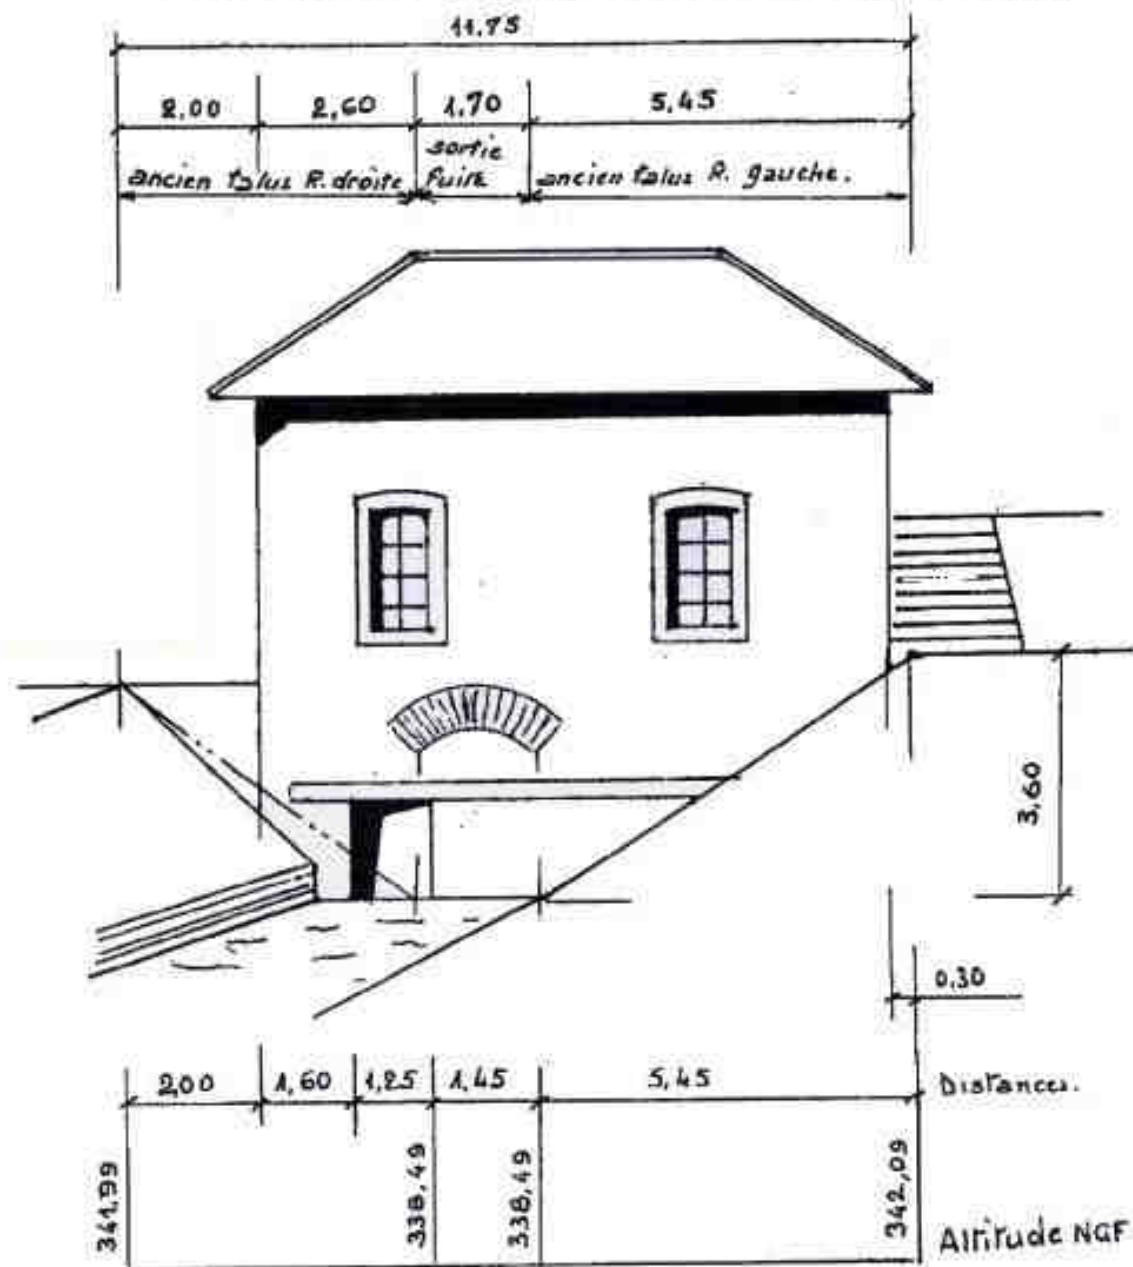 11,75
2,00 2,60 1,70 5,45
sortie
ancien talus R. droite fuite ancien talus R. gauche.
3,60
0,30
2,00 1,60 1,25 1,45 5,45 Distances.
341,99 338,49 338,49 342,09
Altitude NGF